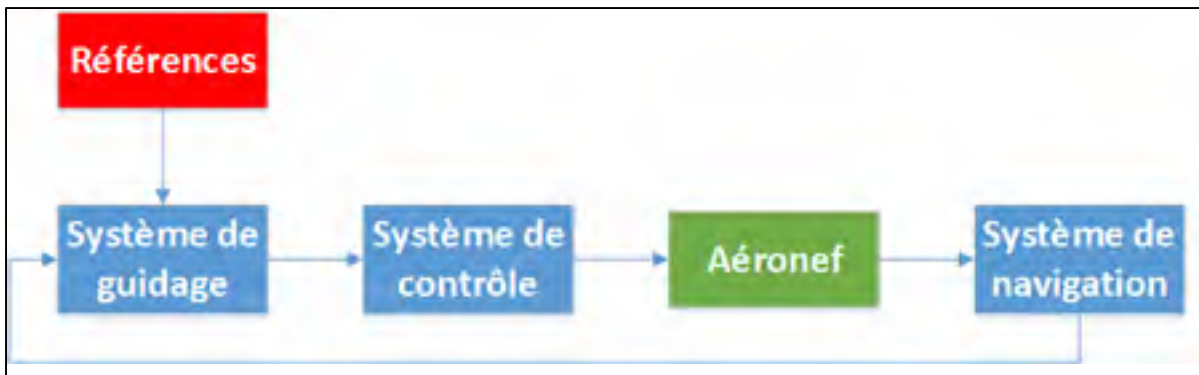 Références
Système de
guidage
Système de
contrôle
Aéronef
Système de
navigation